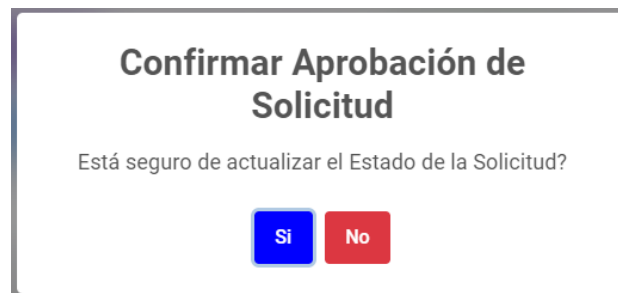 Confirmar Aprobación de
Solicitud
Está seguro de actualizar el Estado de la Solicitud?
Si No